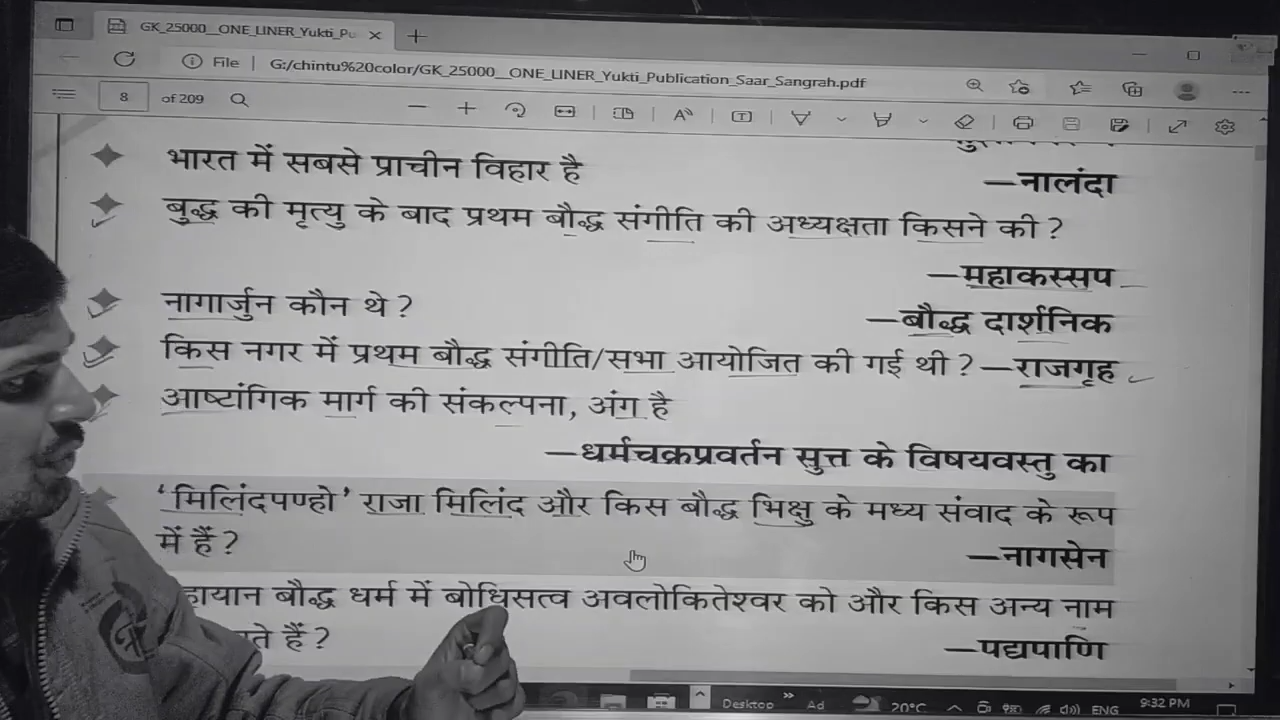 GK_25000__ONE_LINER_Yukti_Pu
File G:/chintu%20color/GK_25000__ONE_LINER_Yukti_Publication_Saar_Sangrah.pdf
8 of 209
भारत में सबसे प्राचीन विहार है —नालंदा
बुद्ध की मृत्यु के बाद प्रथम बौद्ध संगीति की अध्यक्षता किसने की ?
—महाकस्सप
नागार्जुन कौन थे ? —बौद्ध दार्शनिक
किस नगर में प्रथम बौद्ध संगीति/सभा आयोजित की गई थी ? —राजगृह
आष्टांगिक मार्ग की संकल्पना, अंग है
—धर्मचक्रप्रवर्तन सुत्त के विषयवस्तु का
‘मिलिंदपण्हो’ राजा मिलिंद और किस बौद्ध भिक्षु के मध्य संवाद के रूप
में हैं ? —नागसेन
बौद्ध धर्म में बोधिसत्व अवलोकितेश्वर को और किस अन्य नाम
हैं ? —पद्यपाणि
Desktop Ad 20°C ENG 9:32 PM